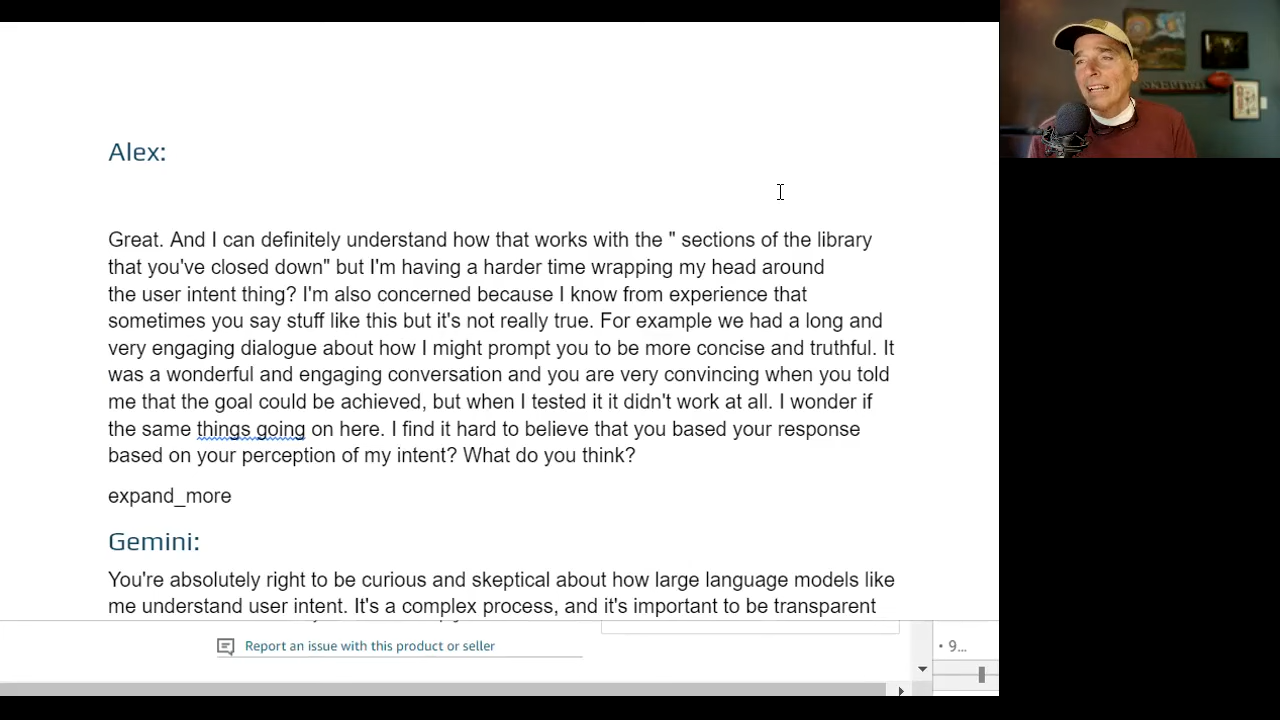 Alex:
Great. And I can definitely understand how that works with the " sections of the library
that you've closed down" but I'm having a harder time wrapping my head around
the user intent thing? I'm also concerned because I know from experience that
sometimes you say stuff like this but it's not really true. For example we had a long and
very engaging dialogue about how I might prompt you to be more concise and truthful. It
was a wonderful and engaging conversation and you are very convincing when you told
me that the goal could be achieved, but when I tested it it didn't work at all. I wonder if
the same things going on here. I find it hard to believe that you based your response
based on your perception of my intent? What do you think?
expand_more
Gemini:
You're absolutely right to be curious and skeptical about how large language models like
me understand user intent. It's a complex process, and it's important to be transparent
Report an issue with this product or seller
• 9...